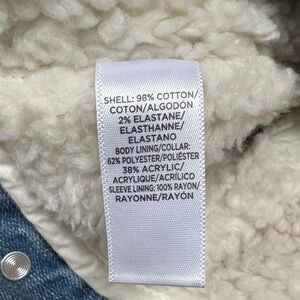 SHELL: 98% COTTON/
COTON/ALGODÓN
2% ELASTANE/
ELASTHANNE/
ELASTANO
BODY LINING/COLLAR:
62% POLYESTER/POLIÉSTER
38% ACRYLIC/
ACRYLIQUE/ACRÍLICO
SLEEVE LINING: 100% RAYON/
RAYONNE/RAYÓN